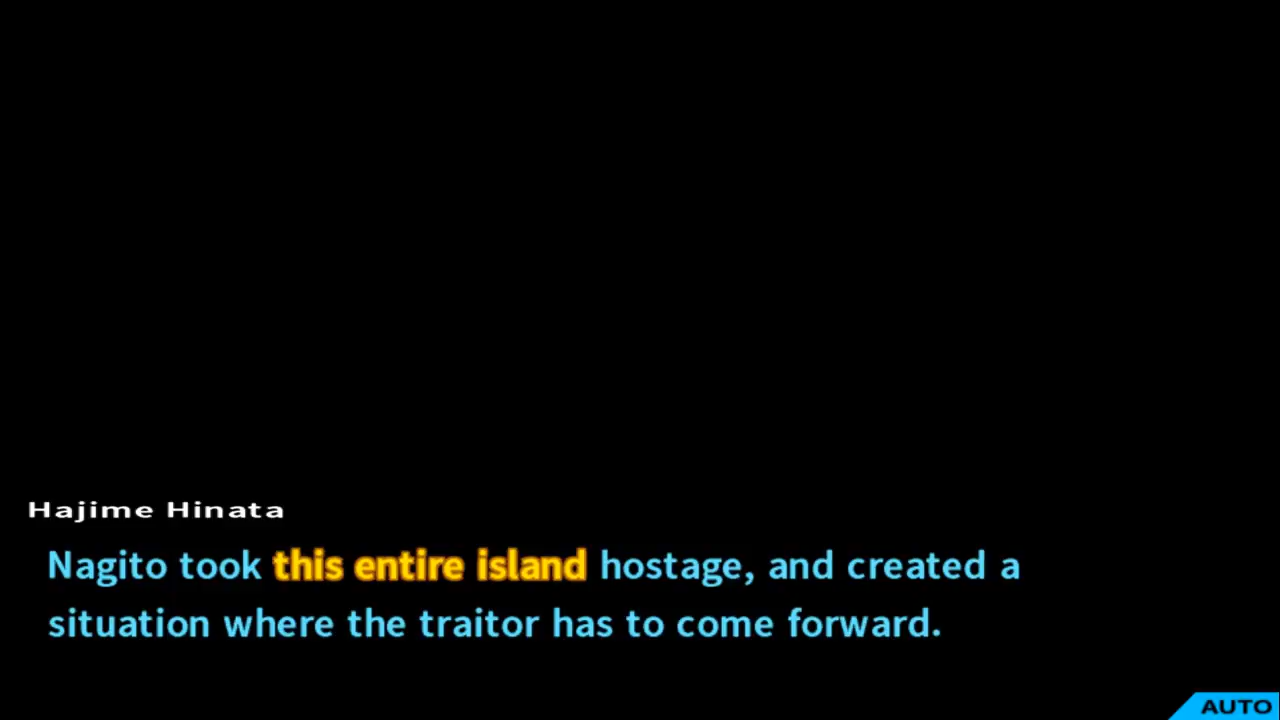 Hajime Hinata
Nagito took this entire island hostage, and created a
situation where the traitor has to come forward.
AUTO